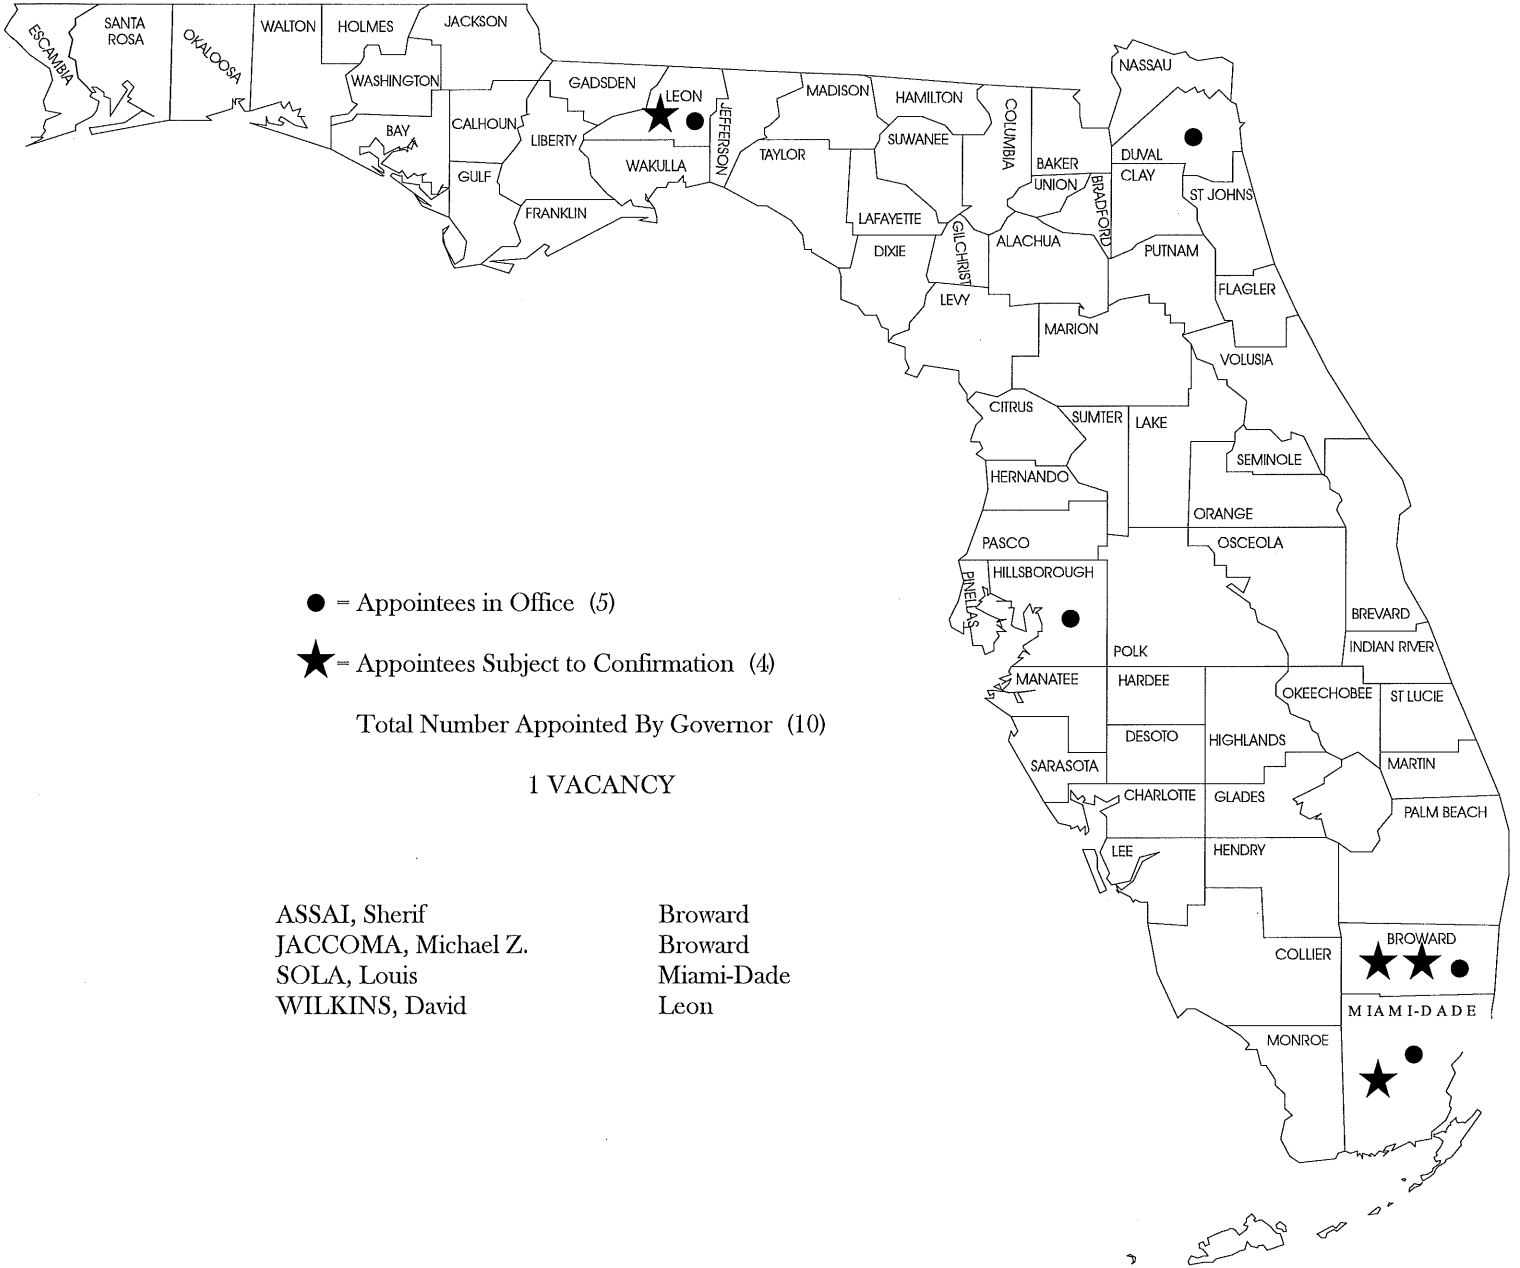 ESCAMBIA
SANTA
ROSA
OKALOOSA
WALTON
HOLMES
JACKSON
WASHINGTON
BAY
CALHOUN
GULF
GADSDEN
LIBERTY
FRANKLIN
LEON
WAKULLA
JEFFERSON
TAYLOR
MADISON
HAMILTON
SUWANEE
LAFAYETTE
DIXIE
COLUMBIA
GILCHRIST
BAKER
UNION
BRADFORD
NASSAU
DUVAL
CLAY
ST JOHNS
ALACHUA
PUTNAM
FLAGLER
LEVY
MARION
VOLUSIA
CITRUS
SUMTER
LAKE
SEMINOLE
HERNANDO
ORANGE
PASCO
OSCEOLA
PINELLAS
HILLSBOROUGH
POLK
BREVARD
INDIAN RIVER
MANATEE
HARDEE
OKEECHOBEE
ST LUCIE
DESOTO
HIGHLANDS
SARASOTA
MARTIN
CHARLOTTE
GLADES
PALM BEACH
LEE
HENDRY
COLLIER
BROWARD
MIAMI-DADE
MONROE
= Appointees in Office (5)
= Appointees Subject to Confirmation (4)
Total Number Appointed By Governor (10)
1 VACANCY
ASSAI, Sherif Broward
JACCOMA, Michael Z. Broward
SOLA, Louis Miami-Dade
WILKINS, David Leon